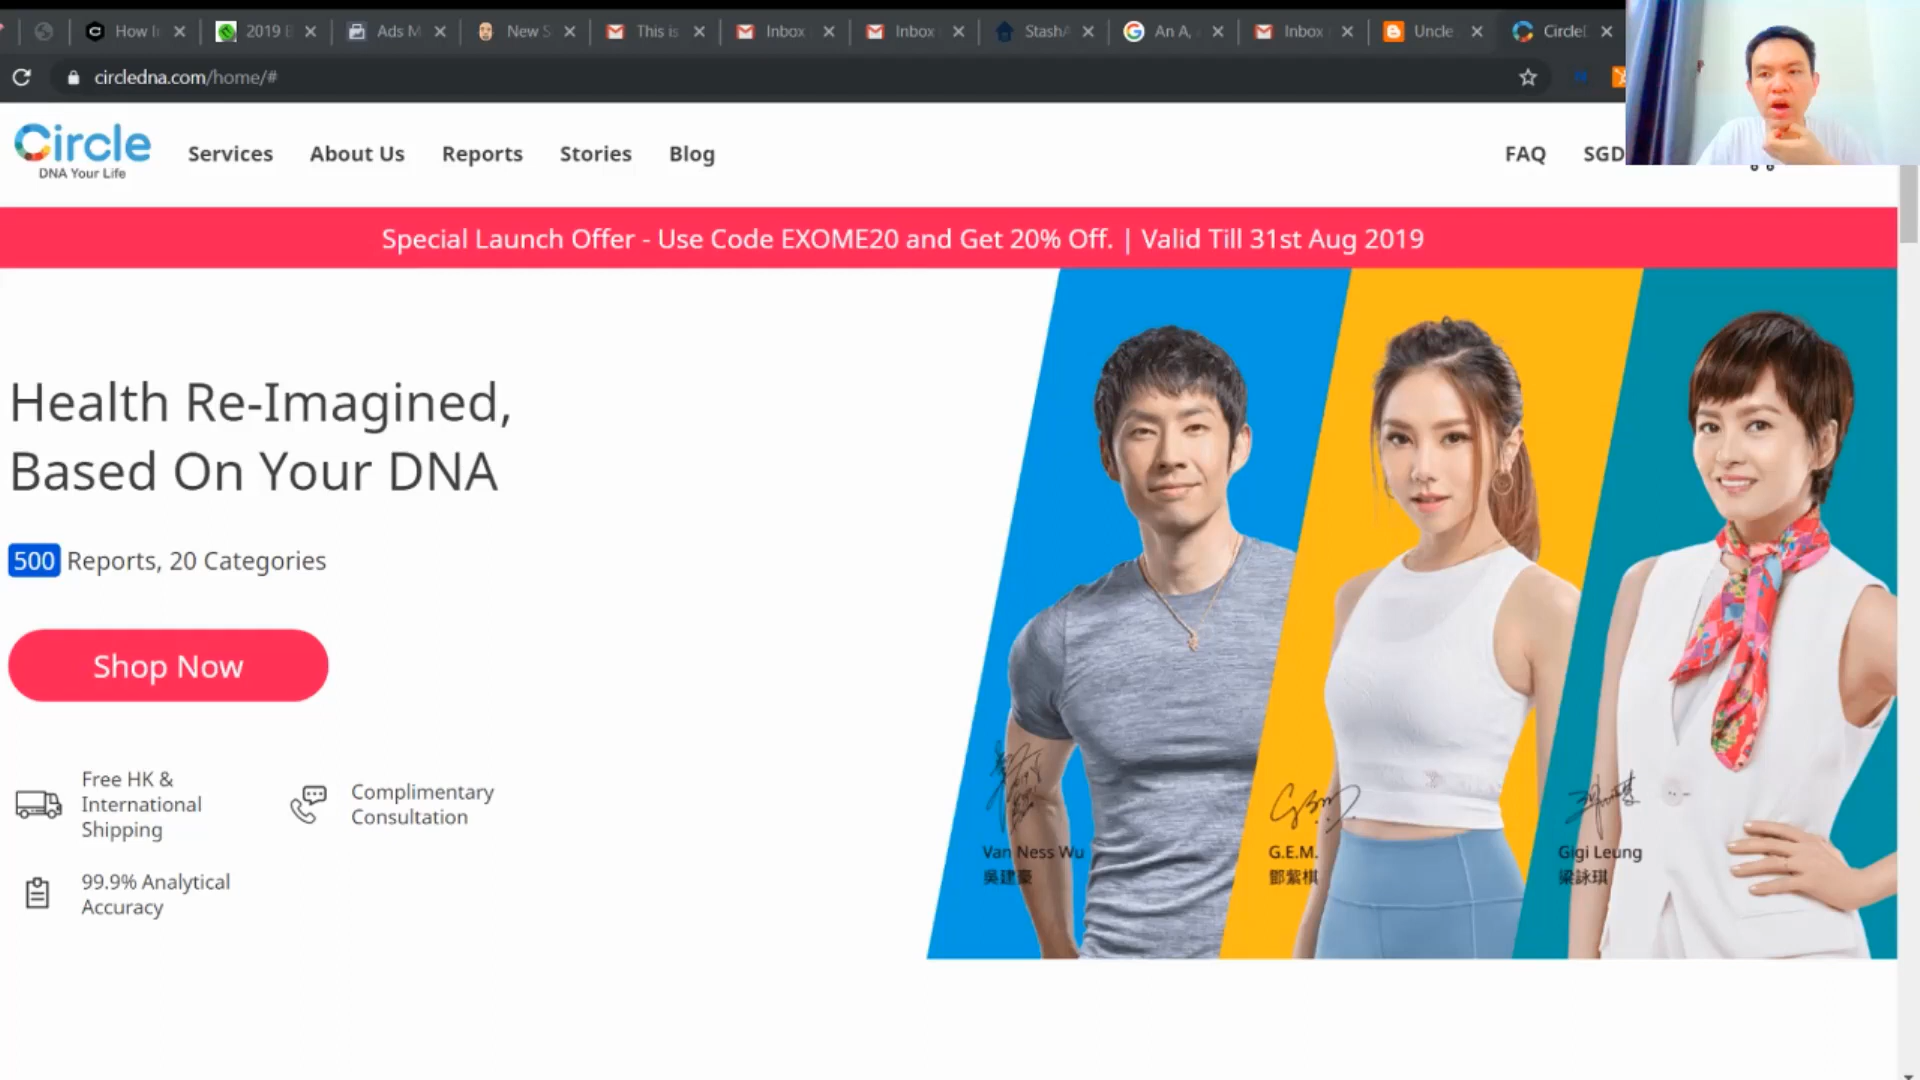 How I
2019 E
Ads M
New S
This is
Inbox
Inbox
StashA
An A,
Inbox
Uncle
CircleD
circledna.com/home/#
Circle
DNA Your Life
Services
About Us
Reports
Stories
Blog
FAQ
SGD
Special Launch Offer - Use Code EXOME20 and Get 20% Off. | Valid Till 31st Aug 2019
Health Re-Imagined,
Based On Your DNA
500 Reports, 20 Categories
Shop Now
Free HK &
International
Shipping
Complimentary
Consultation
99.9% Analytical
Accuracy
Van Ness Wu
吳建豪
G.E.M.
G.E.M.
鄧紫棋
Gigi Leung
梁詠琪